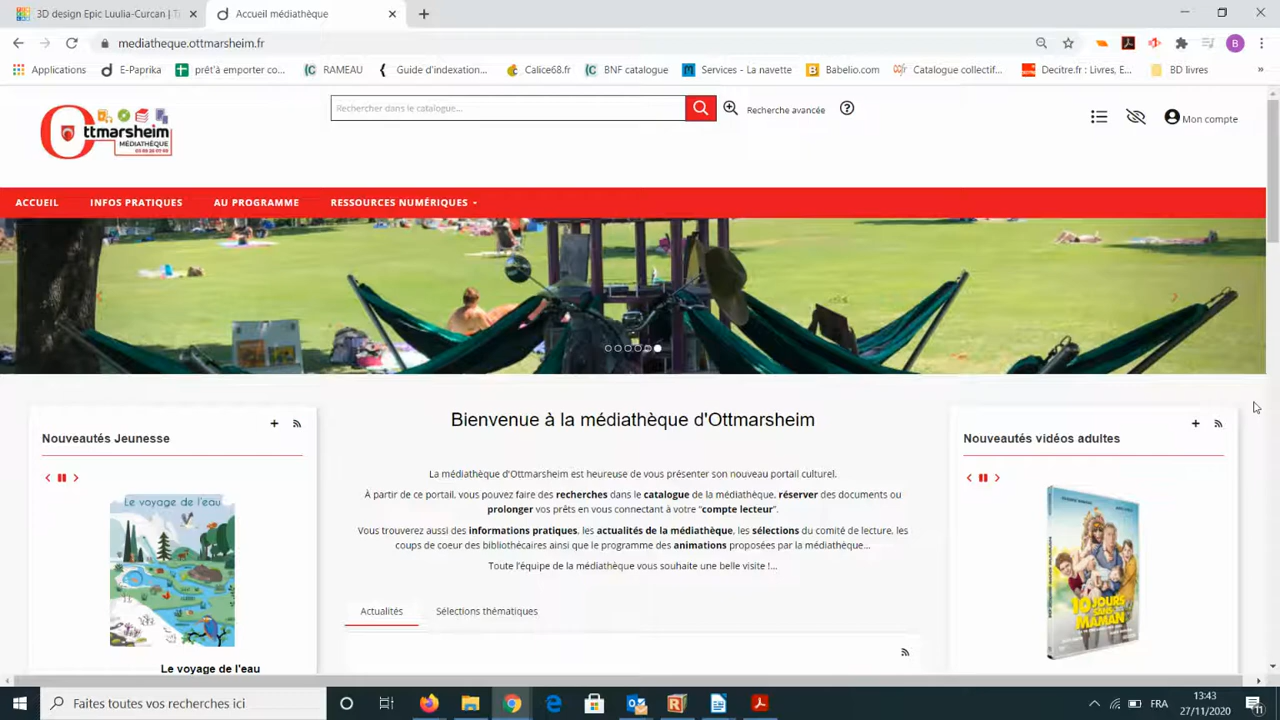 3D design Epic Luulia-Curcan | Ti
Accueil médiathèque
mediatheque.ottmarsheim.fr
Applications
E-Paprika
prêt'à emporter co...
RAMEAU
Guide d'indexation...
Calice68.fr
BNF catalogue
Services - La navette
Babelio.com
Catalogue collectif...
Decitre.fr : Livres, E...
BD livres
»
B
ttmarsheim
MÉDIATHÈQUE
Rechercher dans le catalogue...
Recherche avancée
Mon compte
ACCUEIL
INFOS PRATIQUES
AU PROGRAMME
RESSOURCES NUMÉRIQUES
Nouveautés Jeunesse
Le voyage de l'eau
Le voyage de l'eau
Bienvenue à la médiathèque d'Ottmarsheim
La médiathèque d'Ottmarsheim est heureuse de vous présenter son nouveau portail culturel.
À partir de ce portail, vous pouvez faire des recherches dans le catalogue de la médiathèque, réserver des documents ou
prolonger vos prêts en vous connectant à votre "compte lecteur".
Vous trouverez aussi des informations pratiques, les actualités de la médiathèque, les sélections du comité de lecture, les
coups de coeur des bibliothécaires ainsi que le programme des animations proposées par la médiathèque...
Toute l'équipe de la médiathèque vous souhaite une belle visite !...
Actualités
Sélections thématiques
Nouveautés vidéos adultes
10 JOURS
SANS
MAMAN
Faites toutes vos recherches ici
FRA
13:43
27/11/2020
11